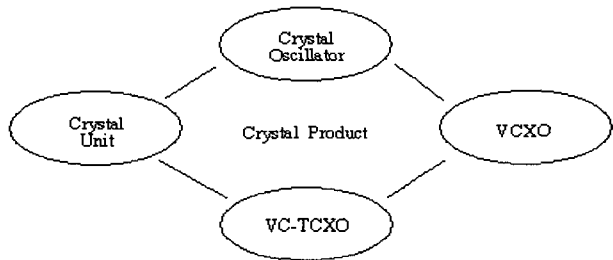 Crystal
Oscillator
Crystal
Unit
Crystal Product
VCXO
VC-TCXO